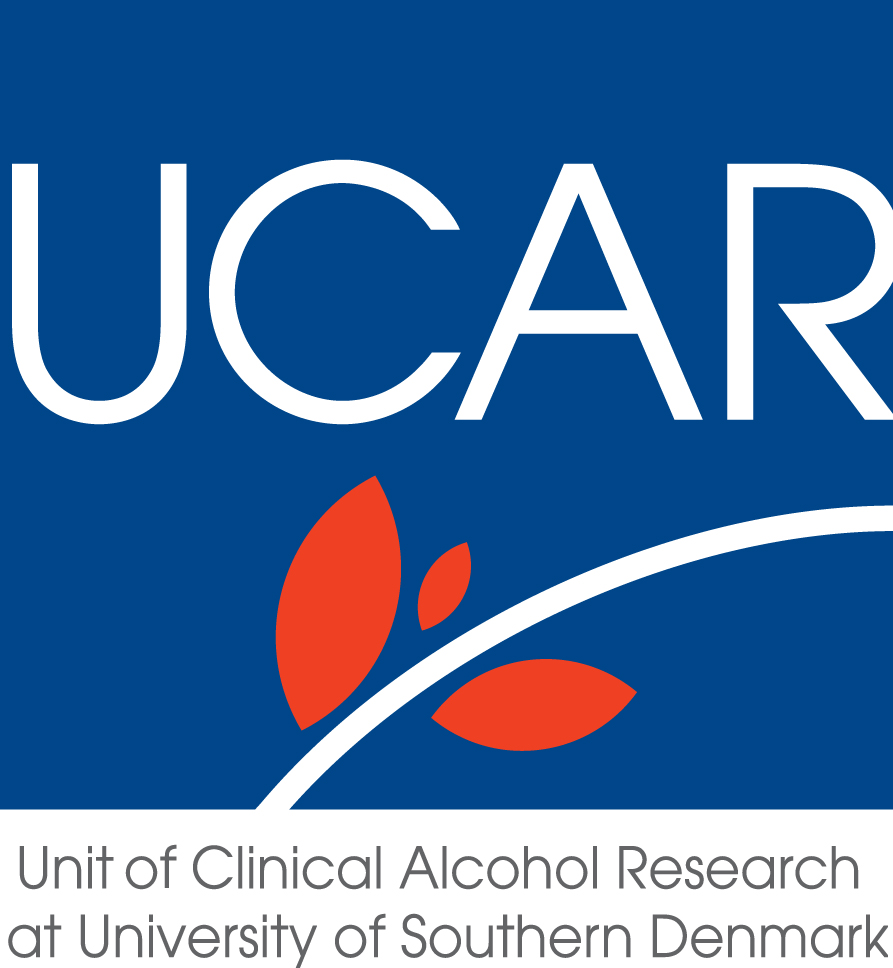 UCAR
Unit of Clinical Alcohol Research
at University of Southern Denmark